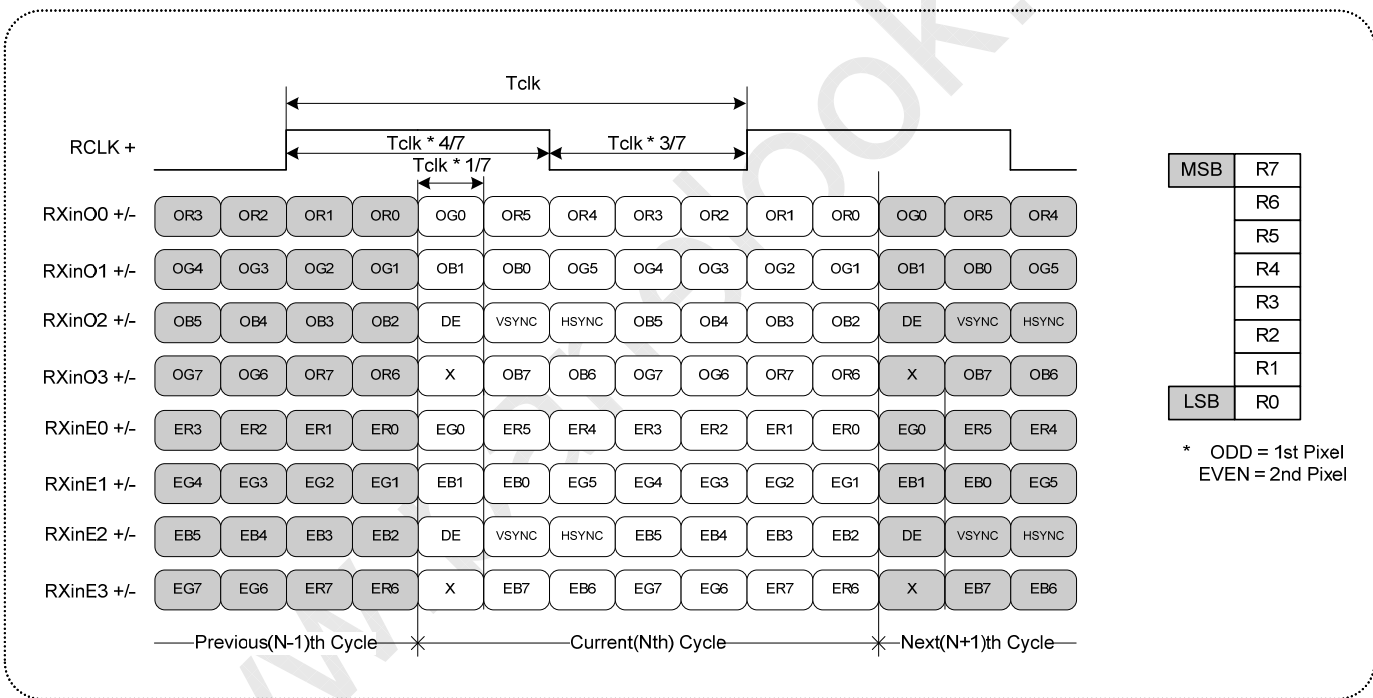 Tclk
RCLK +
Tclk * 4/7
Tclk * 3/7
Tclk * 1/7
RXinO0 +/- OR3 OR2 OR1 OR0 OG0 OR5 OR4 OR3 OR2 OR1 OR0 OG0 OR5 OR4
RXinO1 +/- OG4 OG3 OG2 OG1 OB1 OB0 OG5 OG4 OG3 OG2 OG1 OB1 OB0 OG5
RXinO2 +/- OB5 OB4 OB3 OB2 DE VSYNC HSYNC OB5 OB4 OB3 OB2 DE VSYNC HSYNC
RXinO3 +/- OG7 OG6 OR7 OR6 X OB7 OB6 OG7 OG6 OR7 OR6 X OB7 OB6
RXinE0 +/- ER3 ER2 ER1 ER0 EG0 ER5 ER4 ER3 ER2 ER1 ER0 EG0 ER5 ER4
RXinE1 +/- EG4 EG3 EG2 EG1 EB1 EB0 EG5 EG4 EG3 EG2 EG1 EB1 EB0 EG5
RXinE2 +/- EB5 EB4 EB3 EB2 DE VSYNC HSYNC EB5 EB4 EB3 EB2 DE VSYNC HSYNC
RXinE3 +/- EG7 EG6 ER7 ER6 X EB7 EB6 EG7 EG6 ER7 ER6 X EB7 EB6
Previous(N-1)th Cycle Current(Nth) Cycle Next(N+1)th Cycle
MSB R7
R6
R5
R4
R3
R2
R1
LSB R0
* ODD = 1st Pixel
EVEN = 2nd Pixel